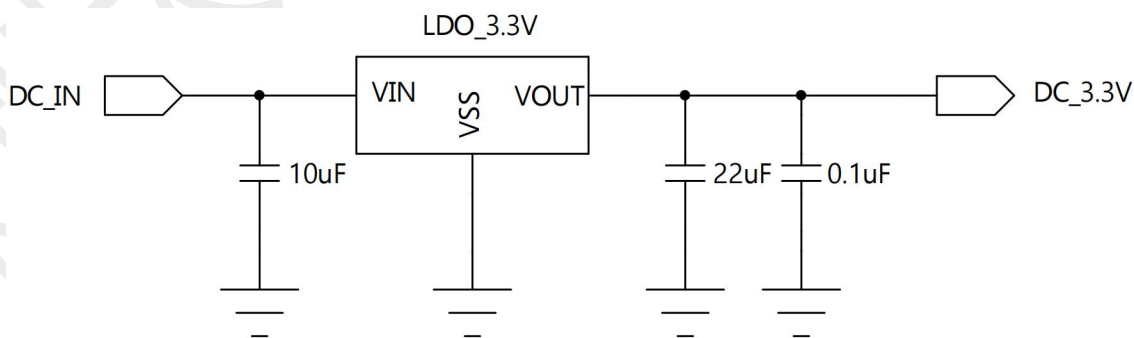 LDO_3.3V
DC_IN
VIN
VSS
VOUT
DC_3.3V
10uF
22uF
0.1uF